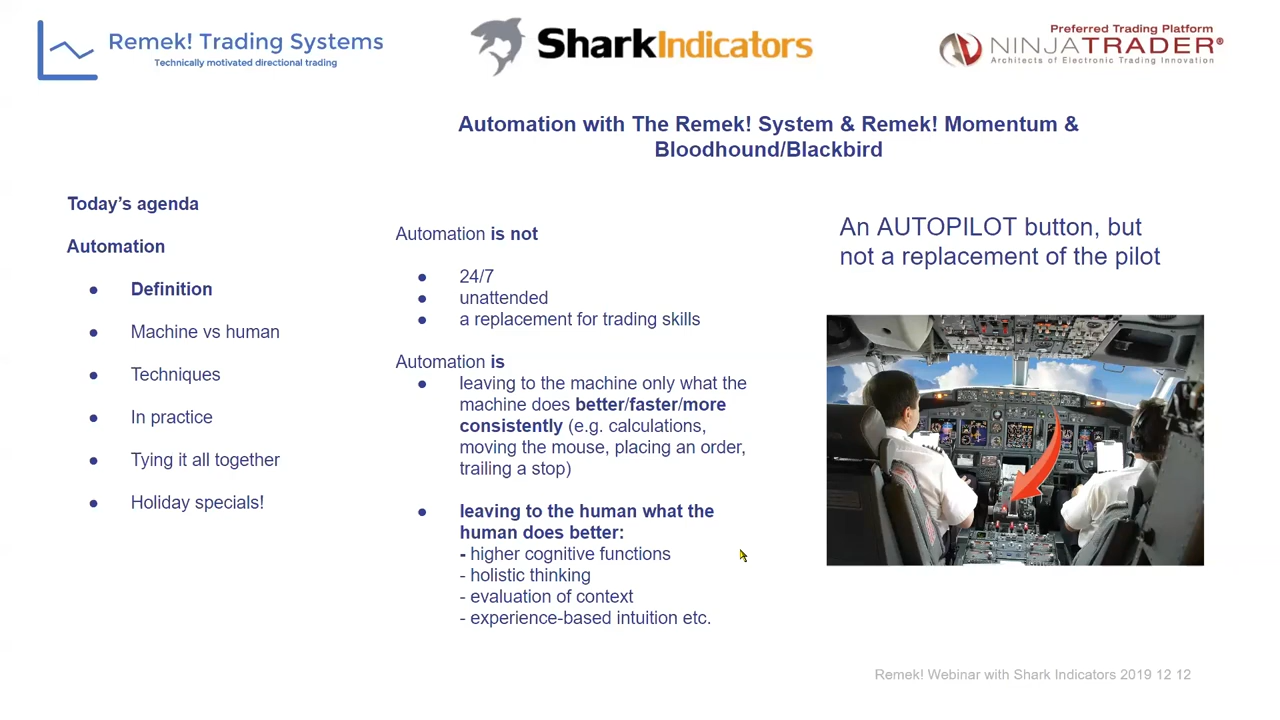 Remek! Trading Systems
Technically motivated directional trading
SharkIndicators
Preferred Trading Platform
NINJATRADER®
Architects of Electronic Trading Innovation
Automation with The Remek! System & Remek! Momentum &
Bloodhound/Blackbird
Today's agenda
Automation
● Definition
● Machine vs human
● Techniques
● In practice
● Tying it all together
● Holiday specials!
Automation is not
● 24/7
● unattended
● a replacement for trading skills
Automation is
● leaving to the machine only what the
machine does better/faster/more
consistently (e.g. calculations,
moving the mouse, placing an order,
trailing a stop)
● leaving to the human what the
human does better:
- higher cognitive functions
- holistic thinking
- evaluation of context
- experience-based intuition etc.
An AUTOPILOT button, but
not a replacement of the pilot
Remek! Webinar with Shark Indicators 2019 12 12